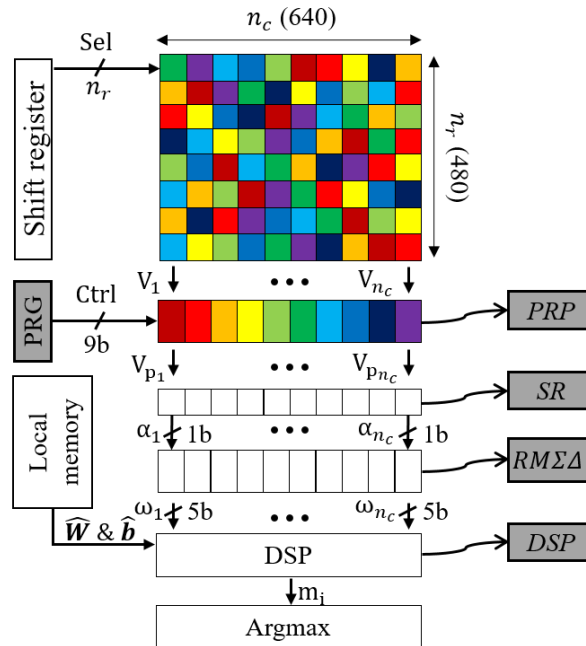 n_c (640)
Sel
n_r
Shift register
n_r (480)
V_1
V_{n_c}
PRG
Ctrl
9b
PRP
V_{p_1}
V_{p_{n_c}}
SR
α_1
1b
α_{n_c}
1b
Local
memory
RMΣΔ
ω_1
5b
ω_{n_c}
5b
Ŵ & b̂
DSP
DSP
m_i
Argmax